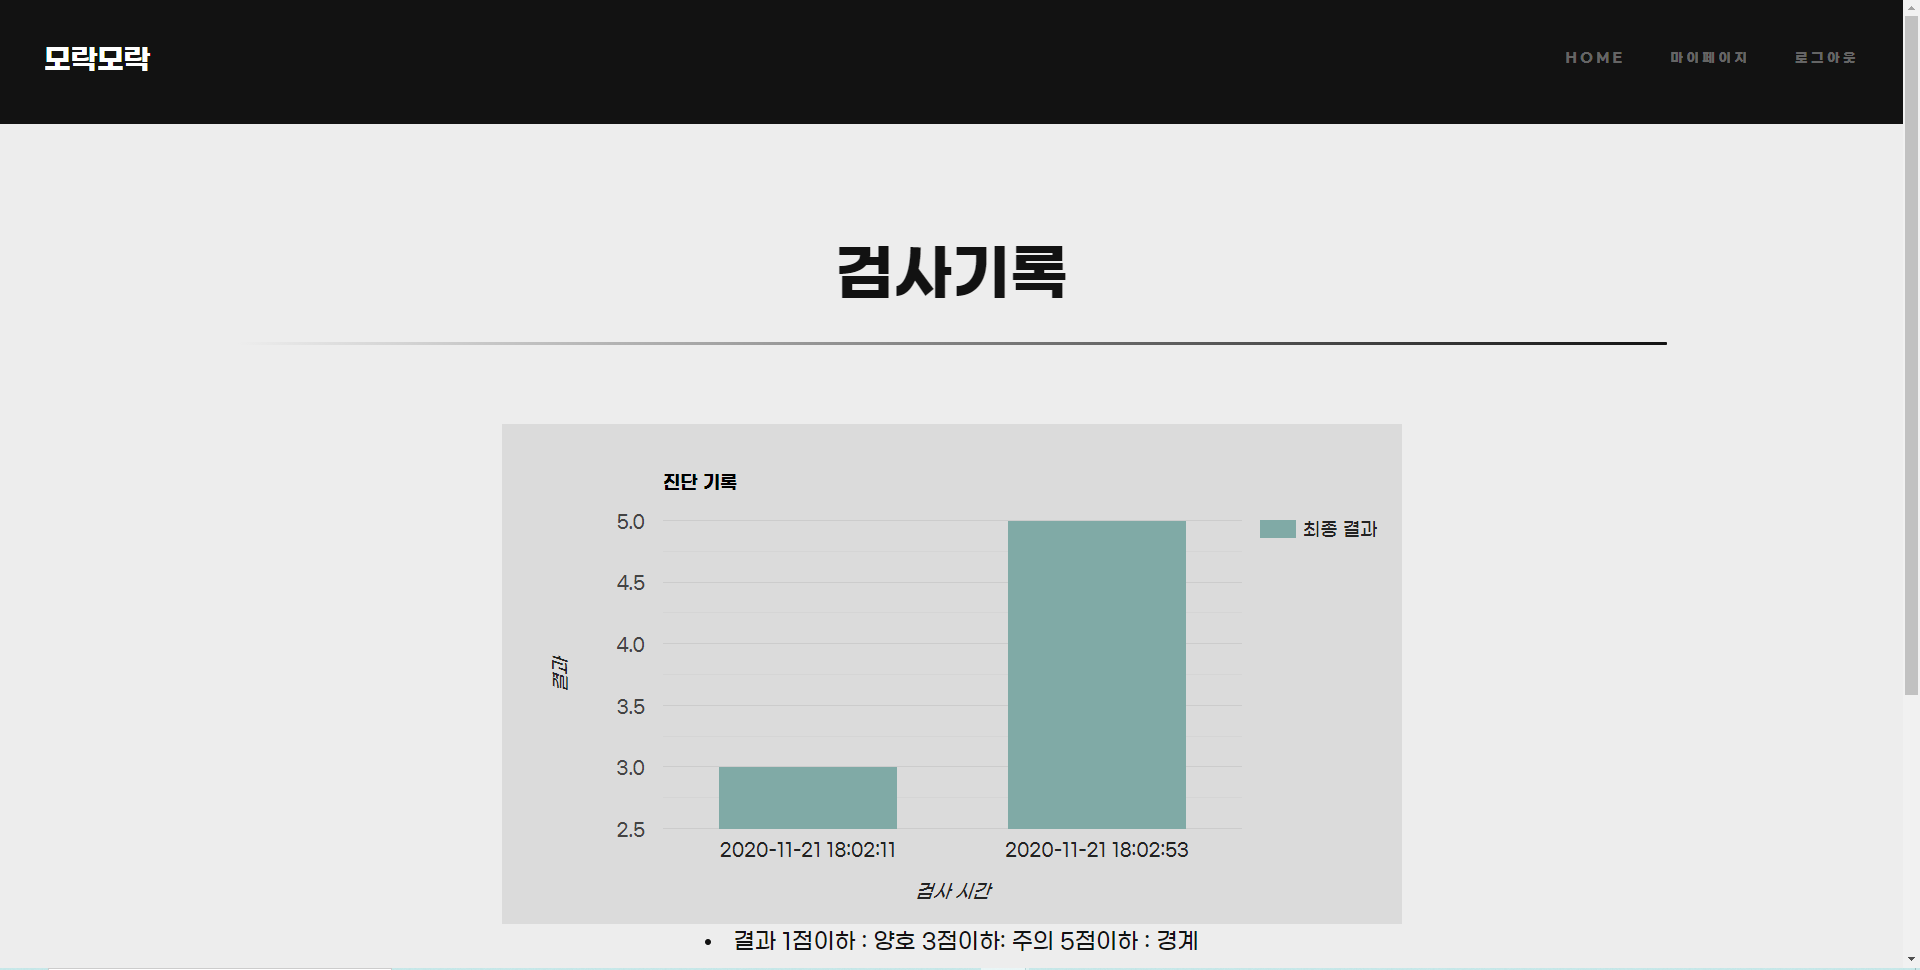 모락모락
HOME 마이페이지 로그아웃
검사기록
진단 기록
5.0
4.5
4.0
3.5
3.0
2.5
결과
최종 결과
2020-11-21 18:02:11 2020-11-21 18:02:53
검사 시간
• 결과 1점이하 : 양호 3점이하: 주의 5점이하 : 경계